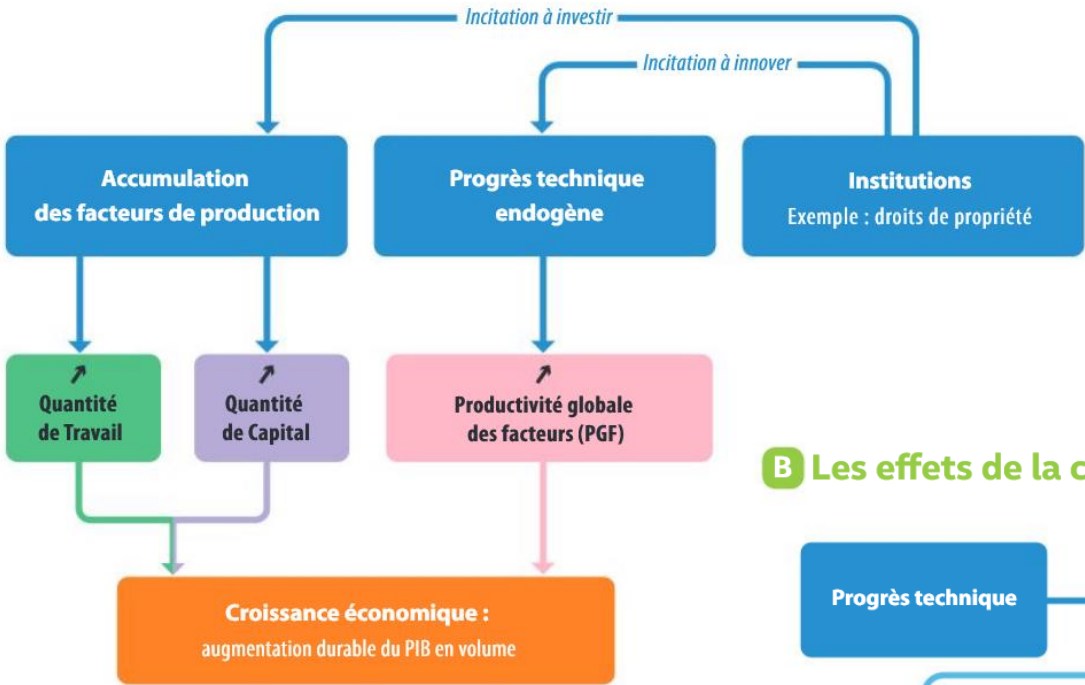 Incitation à investir
Incitation à innover
Accumulation
des facteurs de production
Progrès technique
endogène
Institutions
Exemple : droits de propriété
↗
Quantité
de Travail
↗
Quantité
de Capital
↗
Productivité globale
des facteurs (PGF)
B Les effets de la c
Progrès technique
Croissance économique :
augmentation durable du PIB en volume